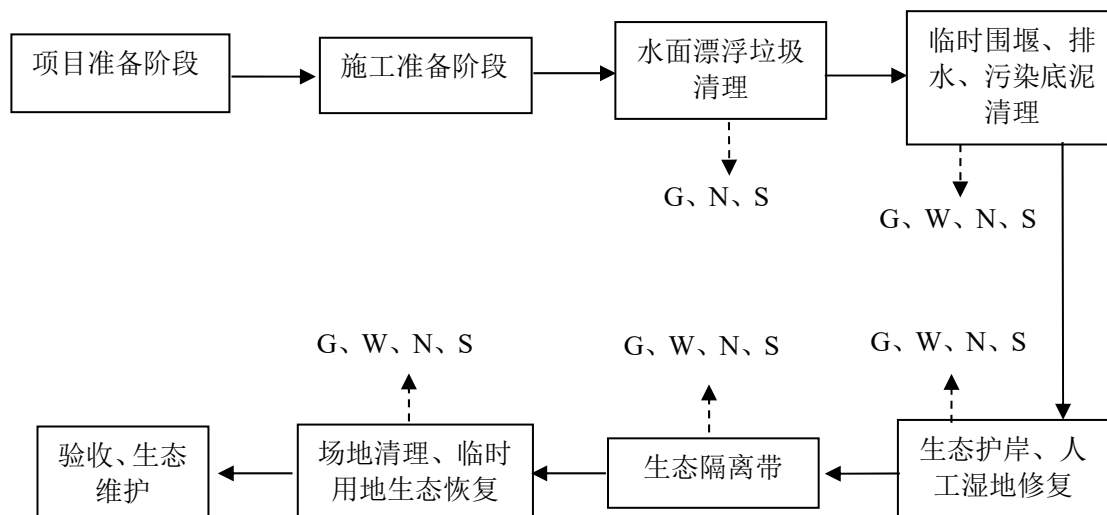 项目准备阶段
施工准备阶段
水面漂浮垃圾
清理
临时围堰、排
水、污染底泥
清理
G、N、S
G、W、N、S
G、W、N、S
G、W、N、S
G、W、N、S
验收、生态
维护
场地清理、临时
用地生态恢复
生态隔离带
生态护岸、人
工湿地修复